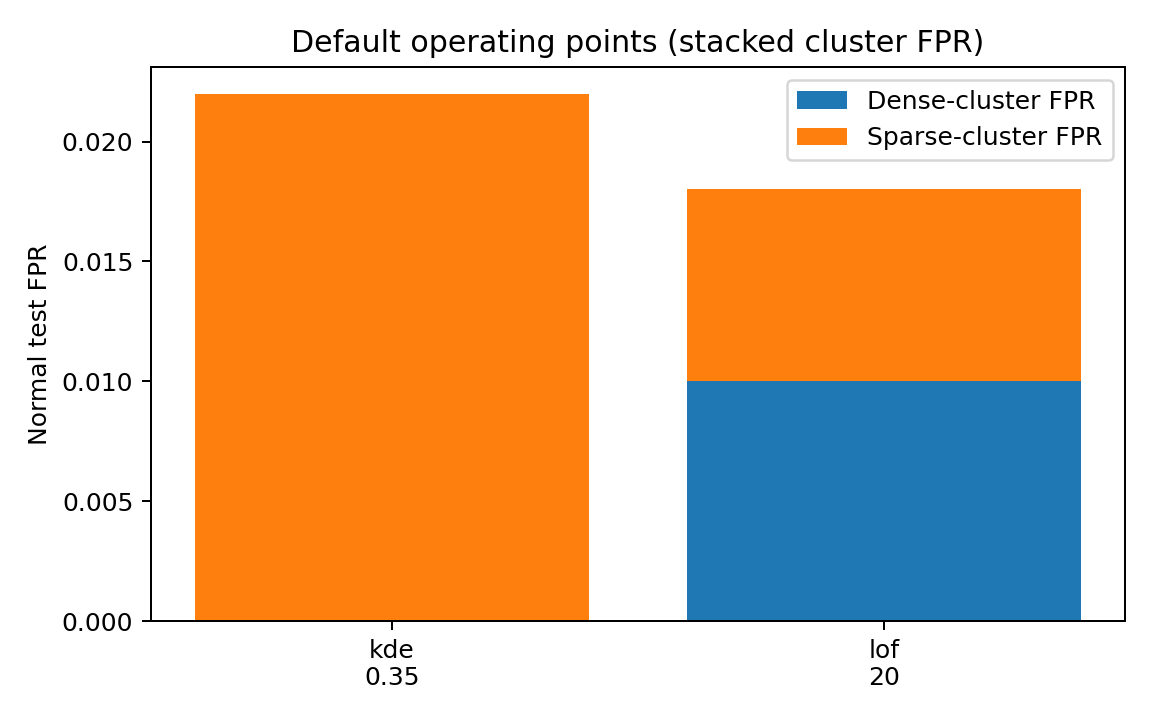 Default operating points (stacked cluster FPR)
Dense-cluster FPR
Sparse-cluster FPR
Normal test FPR
0.020
0.015
0.010
0.005
0.000
kde
0.35
lof
20